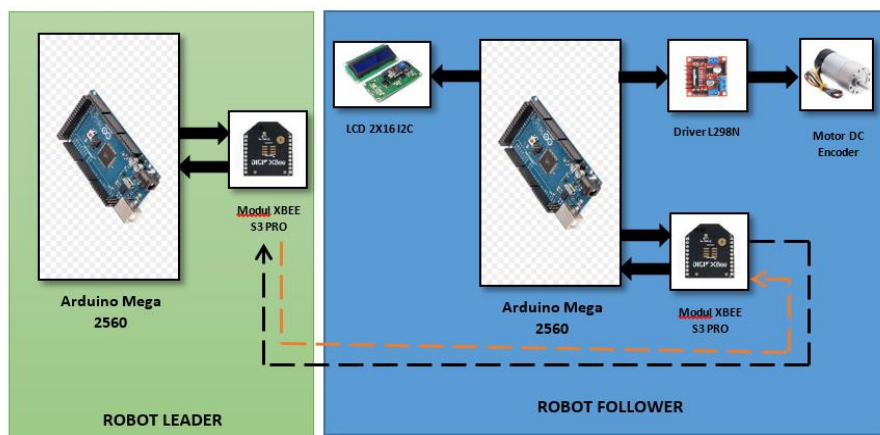 Modul XBEE
S3 PRO
Arduino Mega
2560
ROBOT LEADER
LCD 2X16 I2C
Driver L298N
Motor DC
Encoder
Arduino Mega
2560
Modul XBEE
S3 PRO
ROBOT FOLLOWER